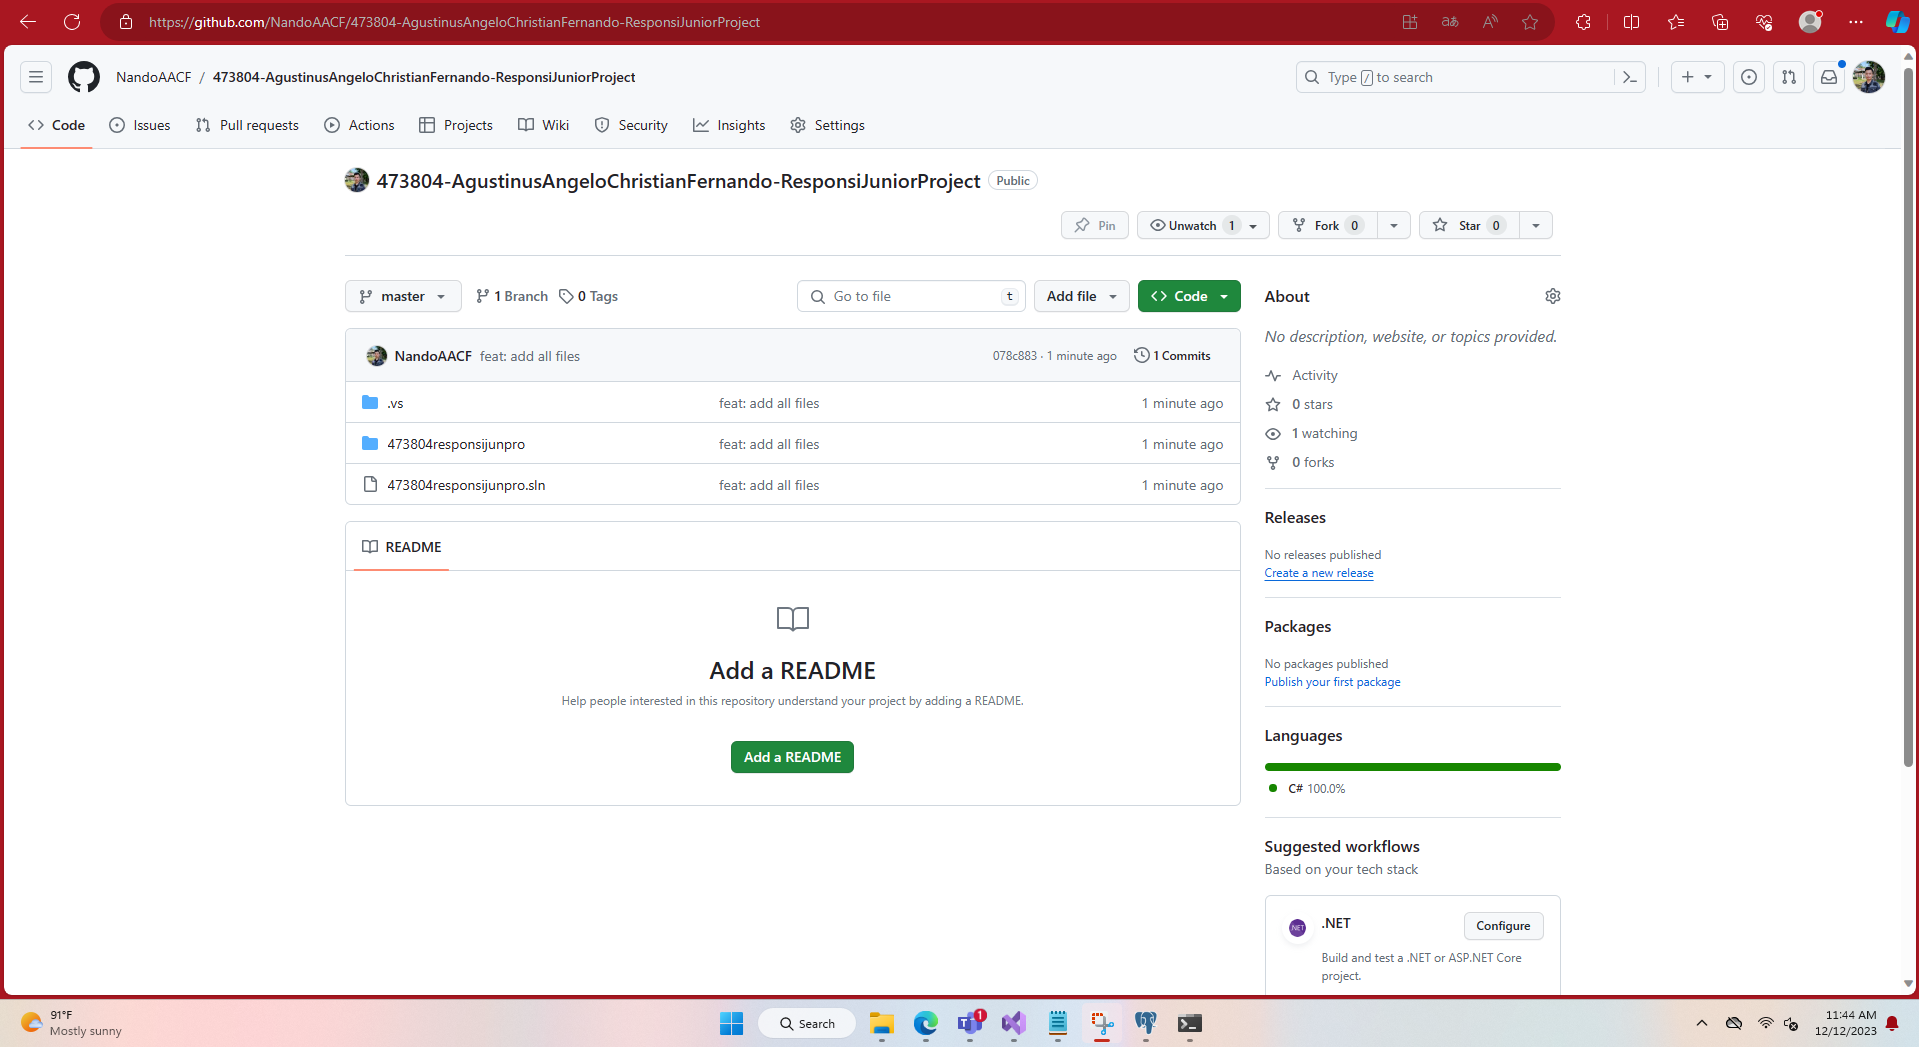 https://github.com/NandoAACF/473804-AgustinusAngeloChristianFernando-ResponsiJuniorProject
NandoAACF / 473804-AgustinusAngeloChristianFernando-ResponsiJuniorProject
Type / to search
Code Issues Pull requests Actions Projects Wiki Security Insights Settings
473804-AgustinusAngeloChristianFernando-ResponsiJuniorProject Public
Pin Unwatch 1 Fork 0 Star 0
master 1 Branch 0 Tags Go to file t Add file <> Code
NandoAACF feat: add all files 078c883 · 1 minute ago 1 Commits
.vs feat: add all files 1 minute ago
473804responsijunpro feat: add all files 1 minute ago
473804responsijunpro.sln feat: add all files 1 minute ago
README
Add a README
Help people interested in this repository understand your project by adding a README.
Add a README
About
No description, website, or topics provided.
Activity
0 stars
1 watching
0 forks
Releases
No releases published
Create a new release
Packages
No packages published
Publish your first package
Languages
C# 100.0%
Suggested workflows
Based on your tech stack
.NET
.NET Configure
Build and test a .NET or ASP.NET Core
project.
91°F
Mostly sunny
Search
1
11:44 AM
12/12/2023